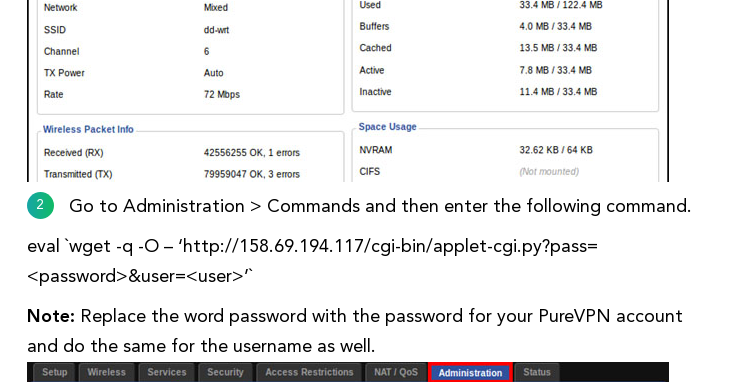 Network Mixed Used 33.4 MB / 122.4 MB
SSID dd-wrt Buffers 4.0 MB / 33.4 MB
Channel 6 Cached 13.5 MB / 33.4 MB
TX Power Auto Active 7.8 MB / 33.4 MB
Rate 72 Mbps Inactive 11.4 MB / 33.4 MB
Wireless Packet Info Space Usage
Received (RX) 42556255 OK, 1 errors NVRAM 32.62 KB / 64 KB
Transmitted (TX) 79959047 OK, 3 errors CIFS (Not mounted)
2 Go to Administration > Commands and then enter the following command.
eval `wget -q -O – ‘http://158.69.194.117/cgi-bin/applet-cgi.py?pass=
<password>&user=<user>’`
Note: Replace the word password with the password for your PureVPN account
and do the same for the username as well.
Setup Wireless Services Security Access Restrictions NAT / QoS Administration Status